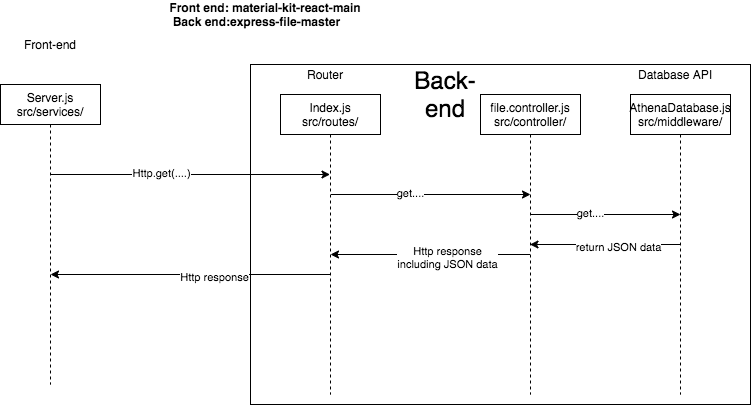 Front end: material-kit-react-main
Back end:express-file-master
Front-end
Router
Back-
end
Database API
Server.js
src/services/
Index.js
src/routes/
file.controller.js
src/controller/
AthenaDatabase.js
src/middleware/
Http.get(....)
get....
get....
return JSON data
Http response
including JSON data
Http response